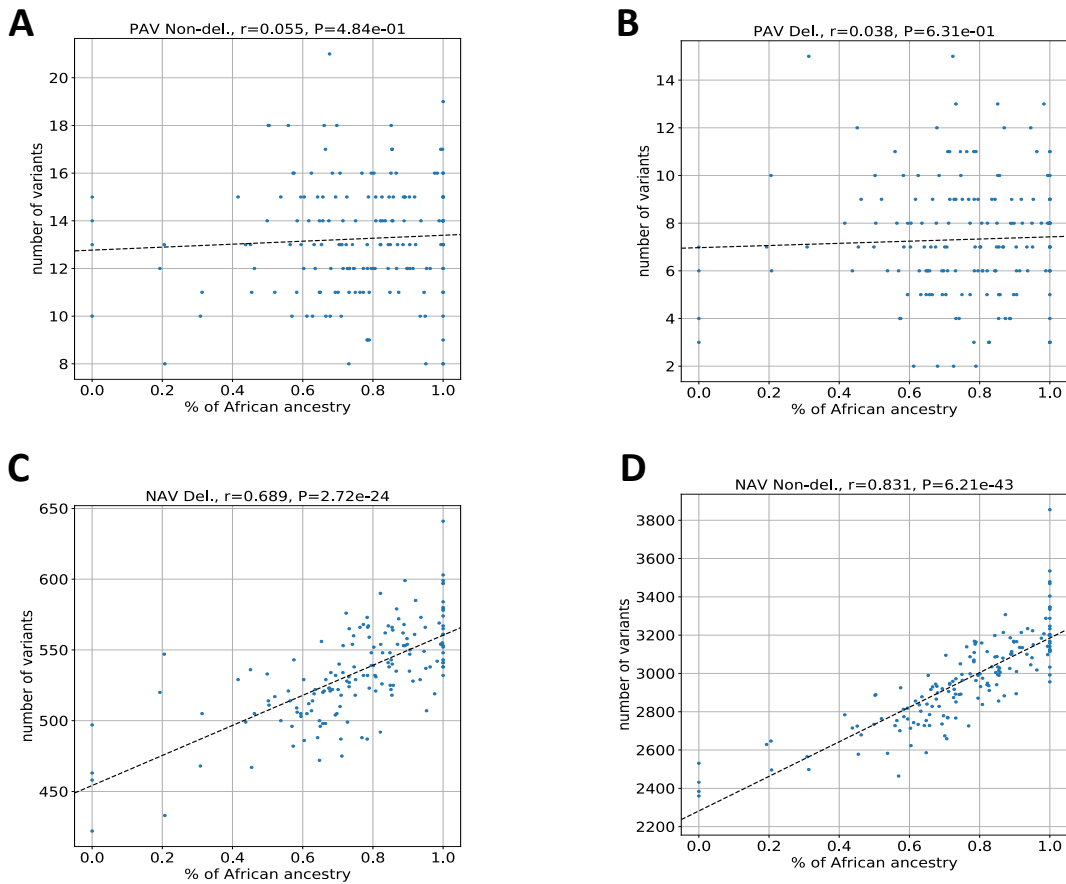 A
PAV Non-del., r=0.055, P=4.84e-01
number of variants
20
18
16
14
12
10
8
0.0 0.2 0.4 0.6 0.8 1.0
% of African ancestry
B
PAV Del., r=0.038, P=6.31e-01
number of variants
14
12
10
8
6
4
2
0.0 0.2 0.4 0.6 0.8 1.0
% of African ancestry
C
NAV Del., r=0.689, P=2.72e-24
number of variants
650
600
550
500
450
0.0 0.2 0.4 0.6 0.8 1.0
% of African ancestry
D
NAV Non-del., r=0.831, P=6.21e-43
number of variants
3800
3600
3400
3200
3000
2800
2600
2400
2200
0.0 0.2 0.4 0.6 0.8 1.0
% of African ancestry